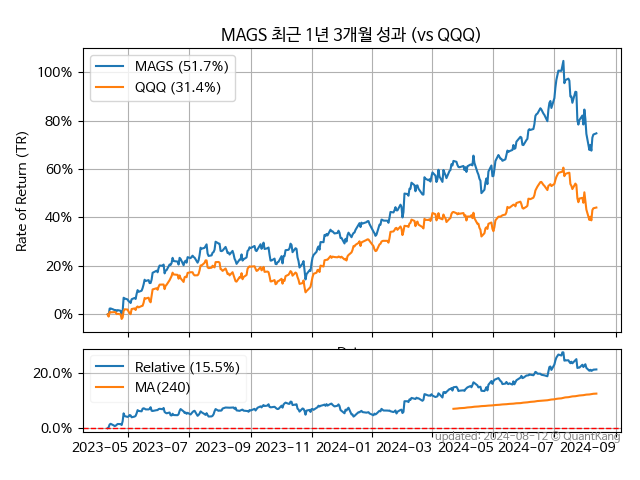 MAGS 최근 1년 3개월 성과 (vs QQQ)
MAGS (51.7%)
QQQ (31.4%)
Rate of Return (TR)
100%
80%
60%
40%
20%
0%
Relative (15.5%)
MA(240)
20.0%
0.0%
2023-05 2023-07 2023-09 2023-11 2024-01 2024-03 2024-05 2024-07 2024-09
updated: 2024-08-12 © QuantKang